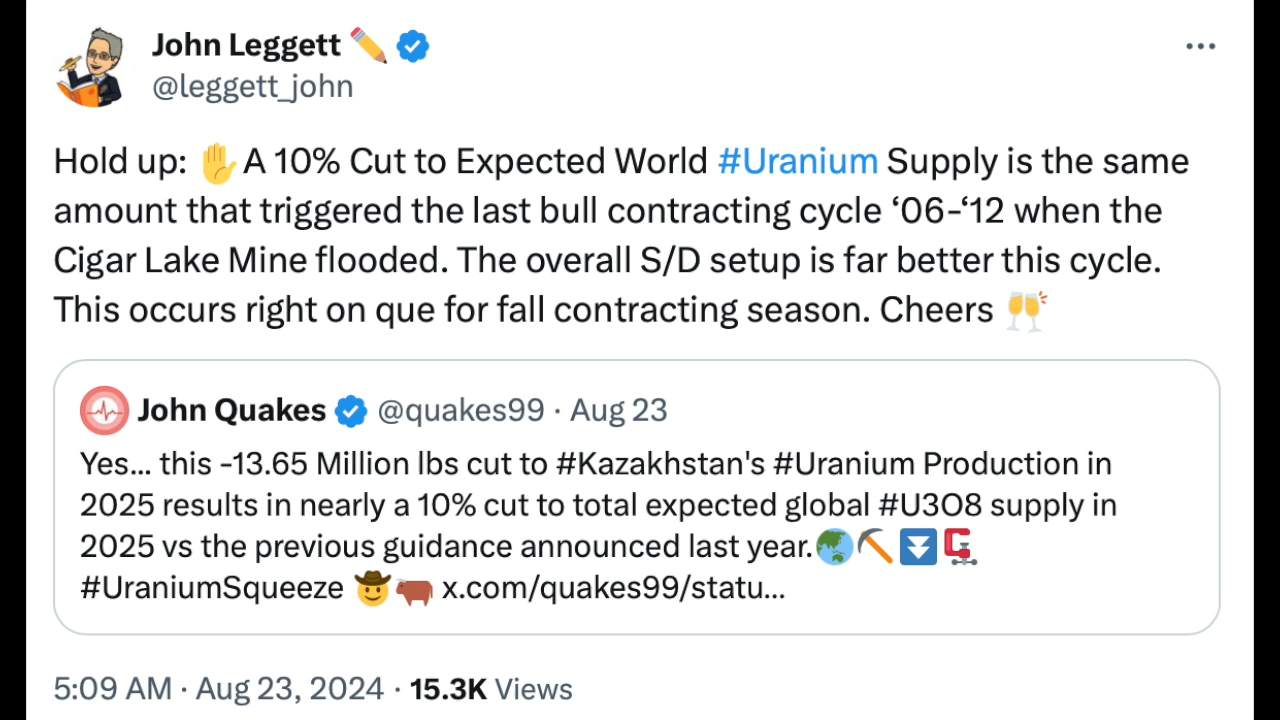 John Leggett ✏️
@leggett_john
Hold up: ✋ A 10% Cut to Expected World #Uranium Supply is the same
amount that triggered the last bull contracting cycle ‘06-‘12 when the
Cigar Lake Mine flooded. The overall S/D setup is far better this cycle.
This occurs right on que for fall contracting season. Cheers 🥂
John Quakes @quakes99 · Aug 23
Yes... this -13.65 Million lbs cut to #Kazakhstan's #Uranium Production in
2025 results in nearly a 10% cut to total expected global #U3O8 supply in
2025 vs the previous guidance announced last year.🌏⛏️⏬🗜️
#UraniumSqueeze 🤠🐂 x.com/quakes99/statu...
5:09 AM · Aug 23, 2024 · 15.3K Views